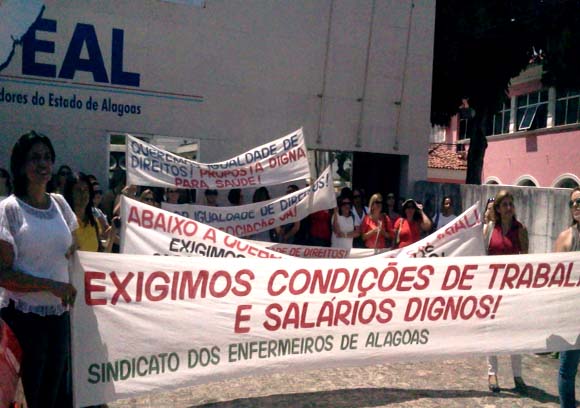 EAL
dores do Estado de Alagoas
QUEREMOS IGUALDADE DE
DIREITOS! PROPOSTA DIGNA
PARA SAÚDE!
IGUALDADE DE DIREITOS,
ABAIXO A
EXIGIMOS
EXIGIMOS CONDIÇÕES DE TRABAL
E SALÁRIOS DIGNOS!
SINDICATO DOS ENFERMEIROS DE ALAGOAS